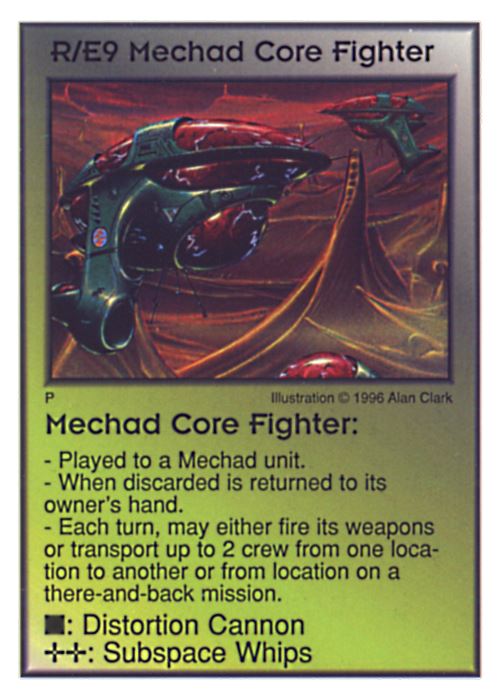 R/E9 Mechad Core Fighter
P
Illustration © 1996 Alan Clark
Mechad Core Fighter:
- Played to a Mechad unit.
- When discarded is returned to its
owner's hand.
- Each turn, may either fire its weapons
or transport up to 2 crew from one loca-
tion to another or from location on a
there-and-back mission.
■: Distortion Cannon
✢✢: Subspace Whips